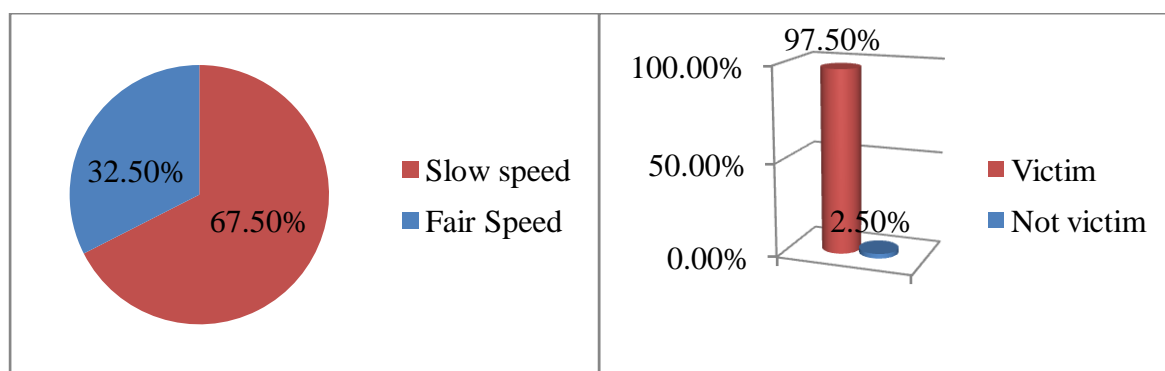 32.50%
67.50%
Slow speed
Fair Speed
97.50%
100.00%
50.00%
2.50%
0.00%
Victim
Not victim